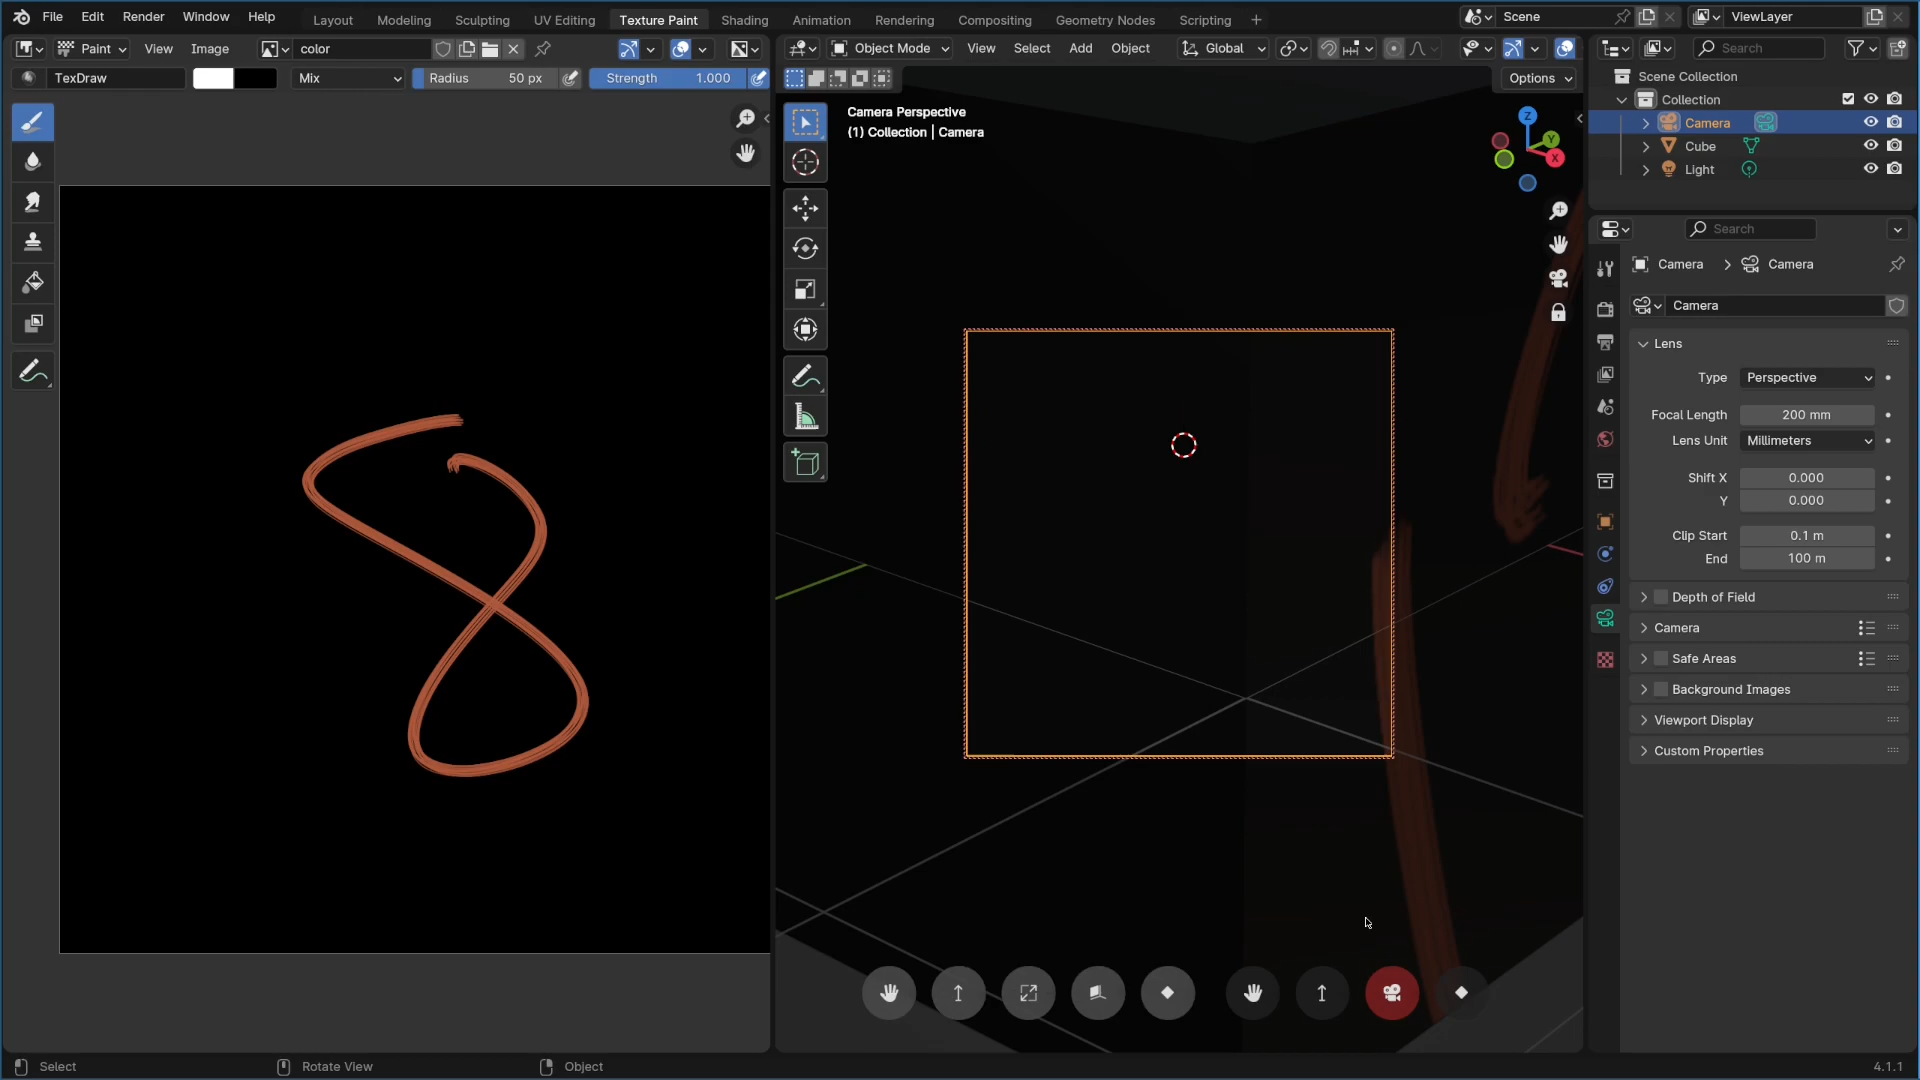 File Edit Render Window Help Layout Modeling Sculpting UV Editing Texture Paint Shading Animation Rendering Compositing Geometry Nodes Scripting + Scene ViewLayer
Paint View Image color Object Mode View Select Add Object Global Search
TexDraw Mix Radius 50 px Strength 1.000 Options
Scene Collection
Collection
Camera
Cube
Light
Camera Perspective
(1) Collection | Camera
Z
Y
X
Search
Camera > Camera
Camera
Lens
Type Perspective
Focal Length 200 mm
Lens Unit Millimeters
Shift X 0.000
Y 0.000
Clip Start 0.1 m
End 100 m
Depth of Field
Camera
Safe Areas
Background Images
Viewport Display
Custom Properties
8
Select Rotate View Object 4.1.1